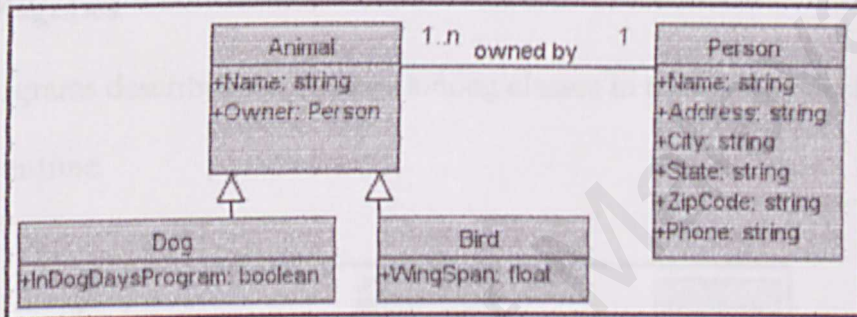 Animal
+Name: string
+Owner: Person
1..n
owned by
1
Person
+Name: string
+Address: string
+City: string
+State: string
+ZipCode: string
+Phone: string
Dog
+InDogDaysProgram: boolean
Bird
+WingSpan: float